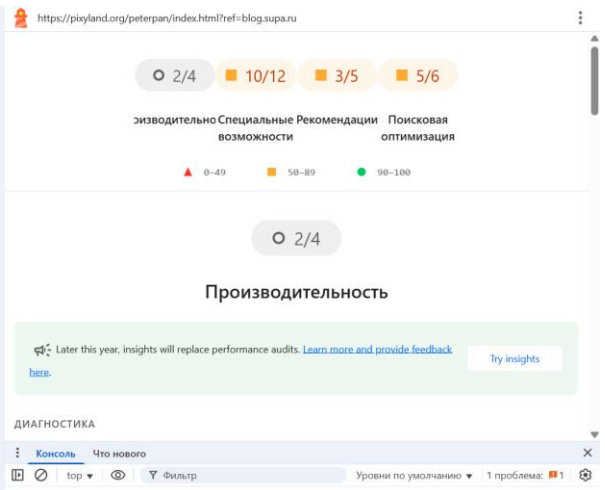 https://pixyland.org/peterpan/index.html?ref=blog.supa.ru
2/4 10/12 3/5 5/6
оизводительно Специальные Рекомендации Поисковая
возможности оптимизация
0–49 50–89 90–100
2/4
Производительность
Later this year, insights will replace performance audits. Learn more and provide feedback
here.
Try insights
ДИАГНОСТИКА
Консоль Что нового
top Фильтр Уровни по умолчанию 1 проблема: 1